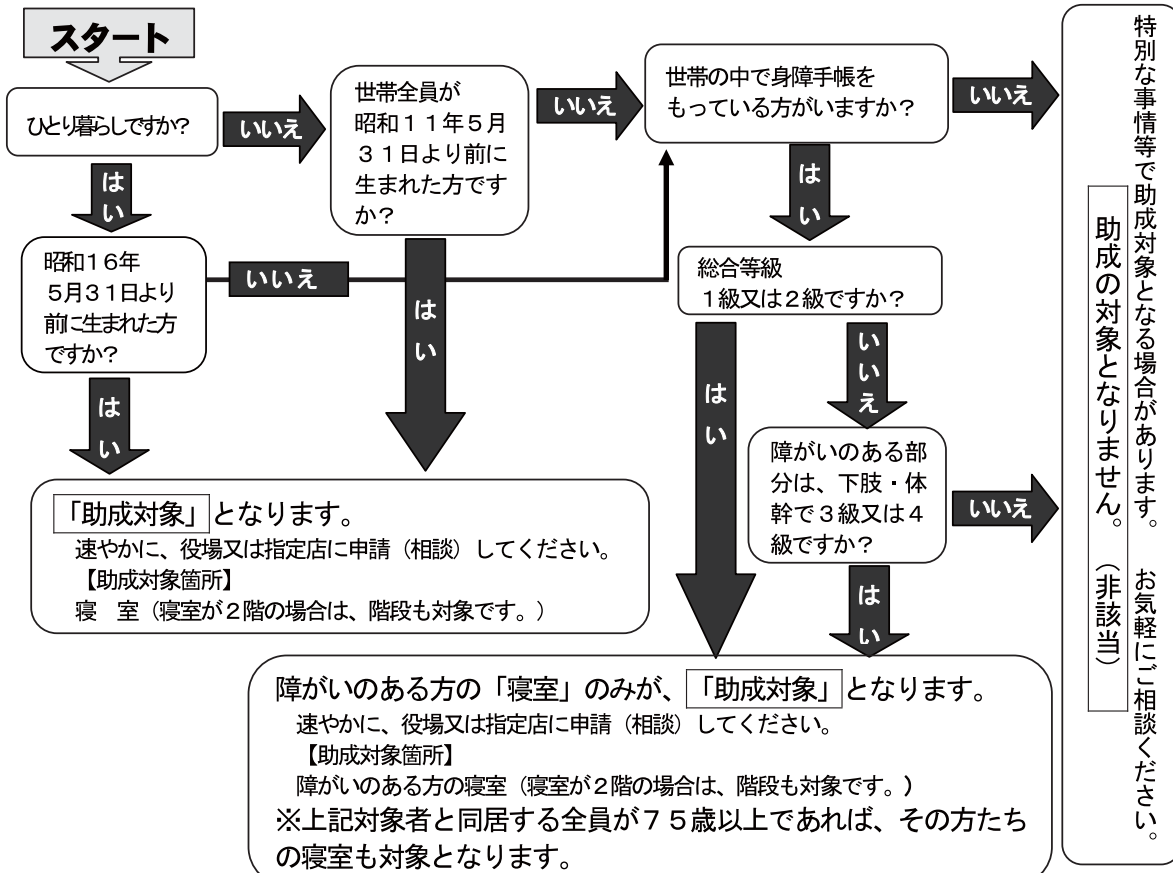 スタート
ひとり暮らしですか?
いいえ
世帯全員が
昭和11年5月
31日より前に
生まれた方です
か?
いいえ
世帯の中で身障手帳を
もっている方がいますか?
いいえ
はい
昭和16年
5月31日より
前に生まれた方
ですか?
いいえ
はい
はい
はい
総合等級
1級又は2級ですか?
はい
いいえ
障がいのある部
分は、下肢・体
幹で3級又は4
級ですか?
いいえ
はい
「助成対象」となります。
速やかに、役場又は指定店に申請(相談)してください。
【助成対象箇所】
寝 室(寝室が2階の場合は、階段も対象です。)
障がいのある方の「寝室」のみが、「助成対象」となります。
速やかに、役場又は指定店に申請(相談)してください。
【助成対象箇所】
障がいのある方の寝室(寝室が2階の場合は、階段も対象です。)
※上記対象者と同居する全員が75歳以上であれば、その方たち
の寝室も対象となります。
特別な事情等で助成対象となる場合があります。 お気軽にご相談ください。
助成の対象となりません。 (非該当)